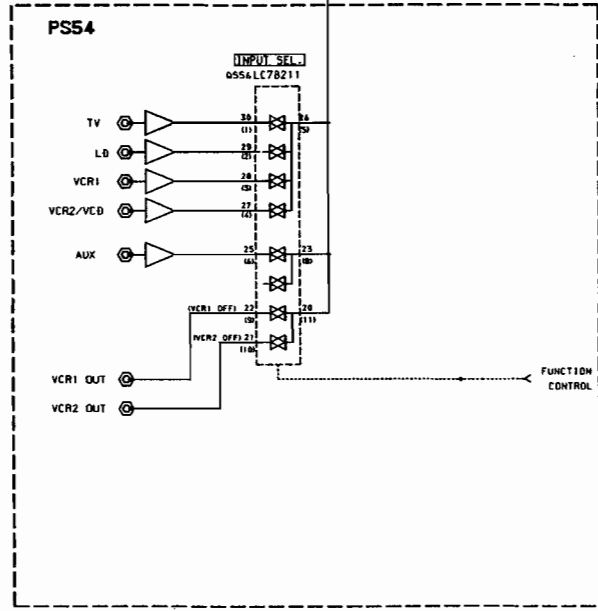 PS54
INPUT SEL.
QSS6LC78211
TV
30
(1)
26
(5)
LD
29
(2)
VCR1
28
(3)
VCR2/VCD
27
(4)
AUX
25
(6)
23
(8)
(VCR1 OFF) 22
(9)
20
(11)
(VCR2 OFF) 21
(10)
VCR1 OUT
VCR2 OUT
FUNCTION
CONTROL